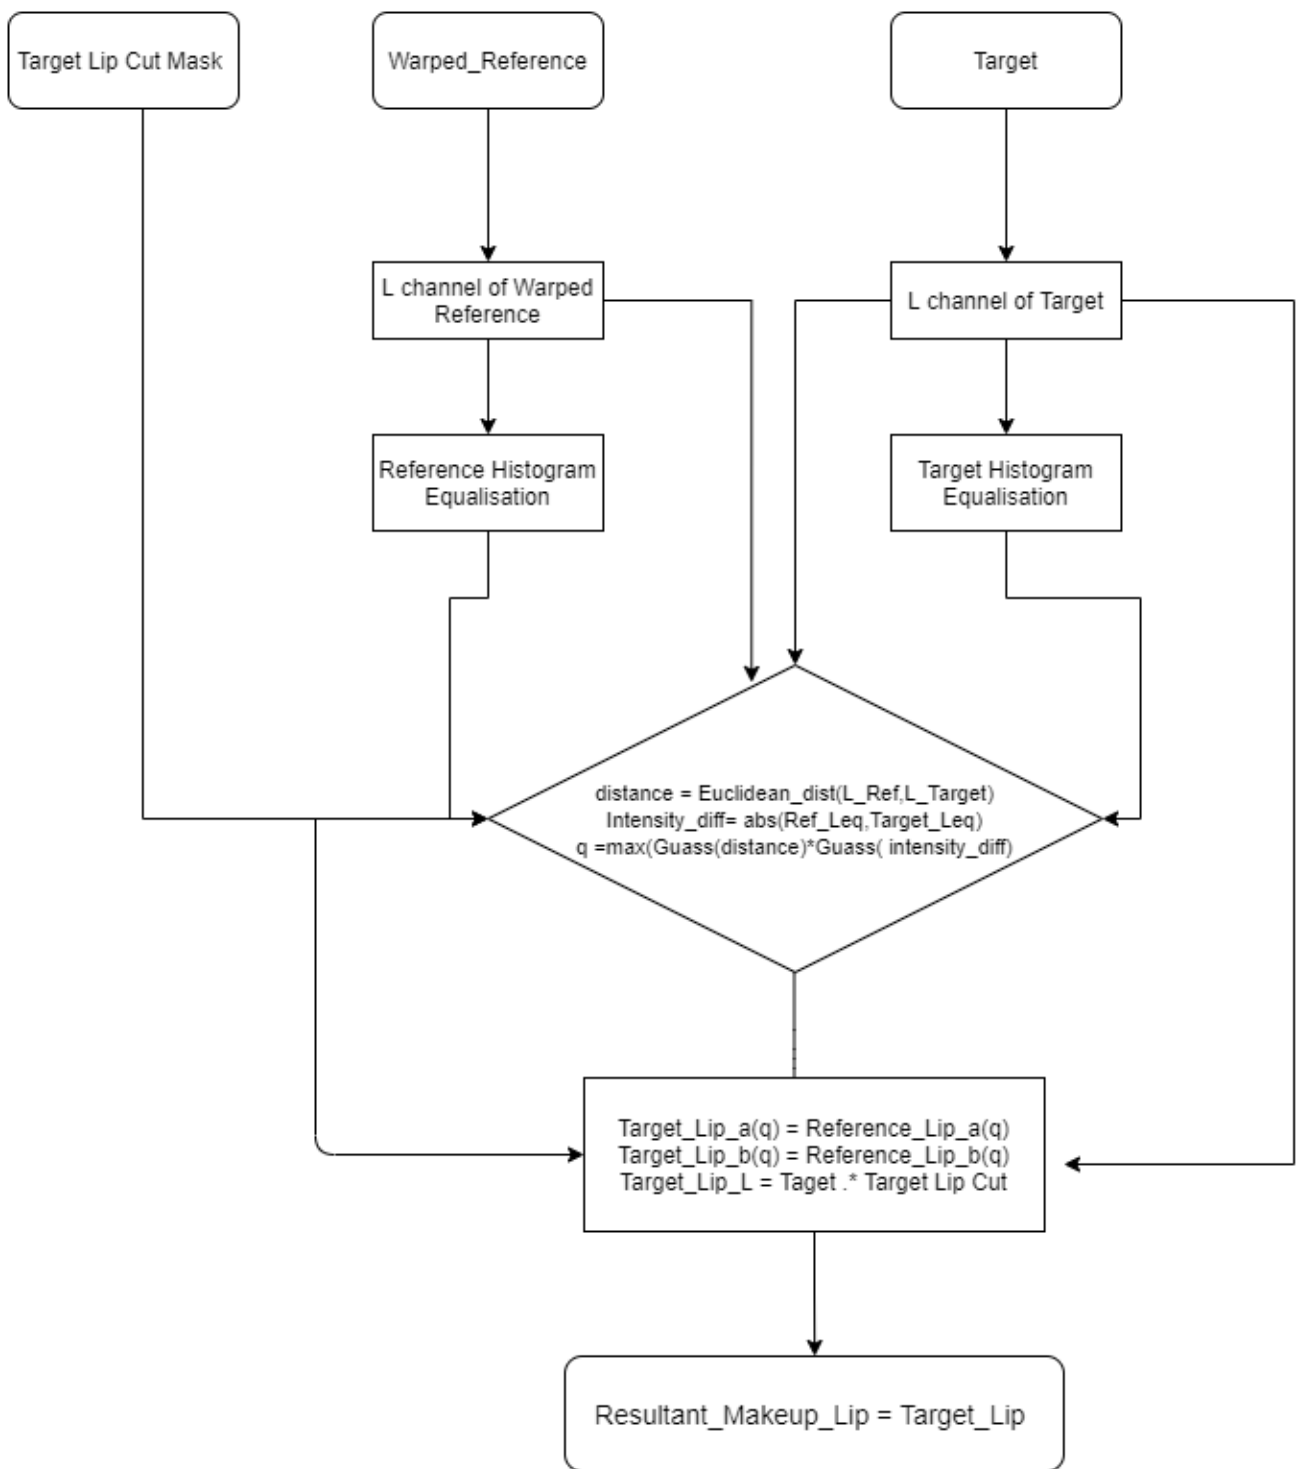 Target Lip Cut Mask
Warped_Reference
Target
L channel of Warped
Reference
L channel of Target
Reference Histogram
Equalisation
Target Histogram
Equalisation
distance = Euclidean_dist(L_Ref,L_Target)
Intensity_diff= abs(Ref_Leq,Target_Leq)
q =max(Guass(distance)*Guass( intensity_diff)
Target_Lip_a(q) = Reference_Lip_a(q)
Target_Lip_b(q) = Reference_Lip_b(q)
Target_Lip_L = Taget .* Target Lip Cut
Resultant_Makeup_Lip = Target_Lip